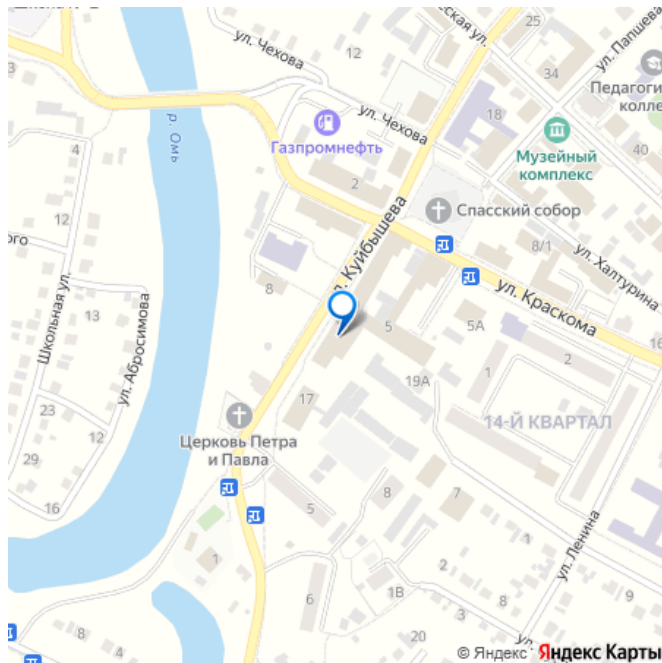 25
ул. Папшева
ул. Чехова
12
34
Педагоги
колле
ул. Чехова
18
р. Омь
Газпромнефть
Музейный
комплекс
40
4
2
ул. Куйбышева
Спасский собор
12
ого
8/1
ул. Халтурина
8
ул. Краскома
Школьная ул.
13
ул. Абросимова
5
5А
16
2
1
19А
17
23
14-Й КВАРТАЛ
12
Церковь Петра
и Павла
29
8
7
16
5
ул. Ленина
1
1В
2
9
6
8
8
4
20
© Яндекс Яндекс Карты